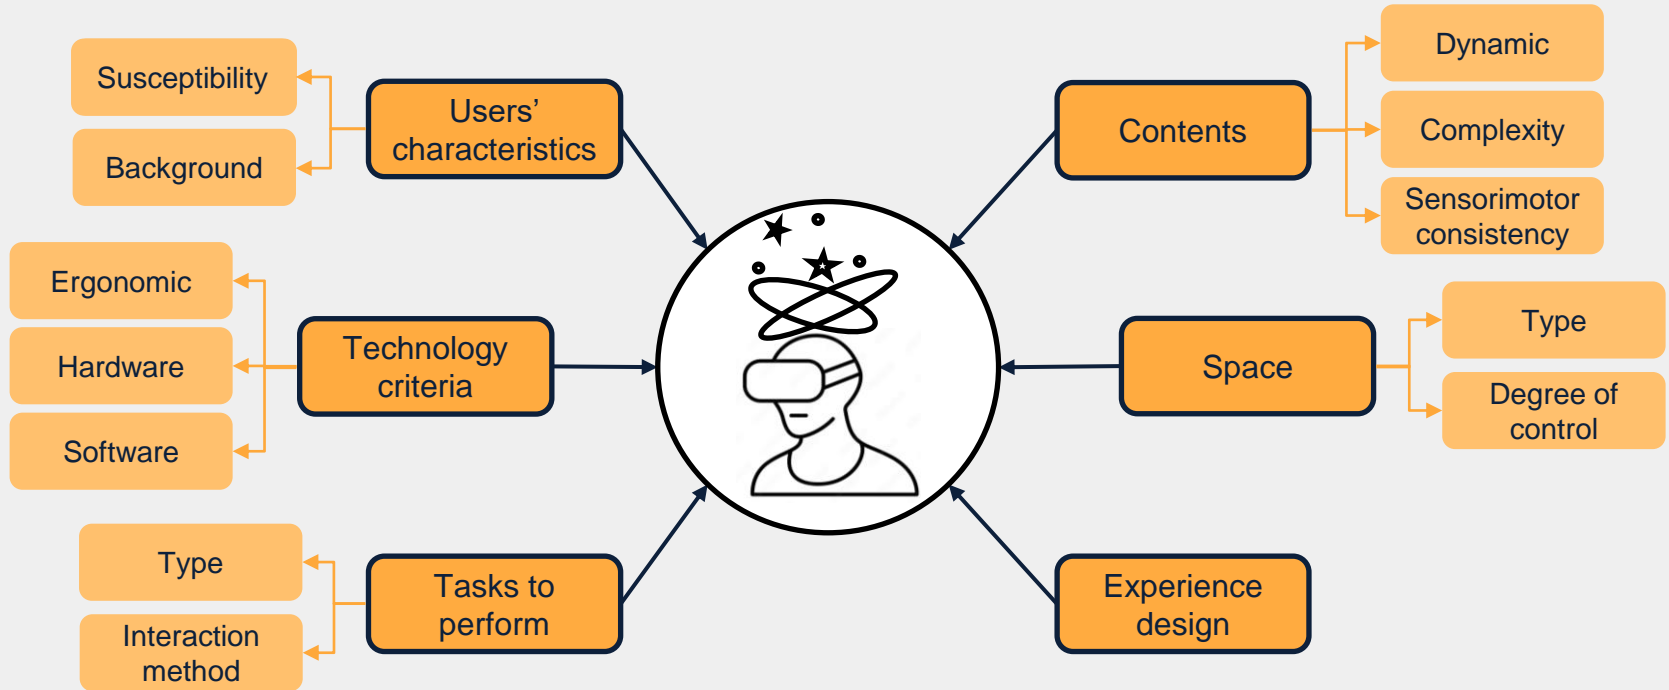 Susceptibility
Background
Users’
characteristics
Ergonomic
Hardware
Software
Technology
criteria
Type
Interaction
method
Tasks to
perform
Contents
Dynamic
Complexity
Sensorimotor
consistency
Space
Type
Degree of
control
Experience
design